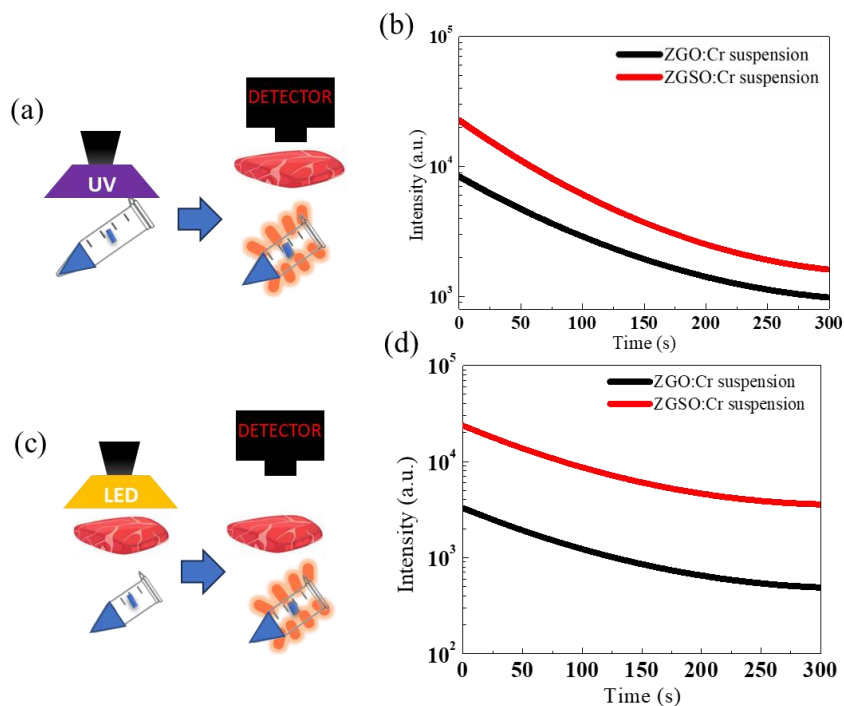 (a)
UV
DETECTOR
(b)
10^5
10^4
10^3
Intensity (a.u.)
ZGO:Cr suspension
ZGSO:Cr suspension
0 50 100 150 200 250 300
Time (s)
(c)
LED
DETECTOR
(d)
10^5
10^4
10^3
10^2
Intensity (a.u.)
ZGO:Cr suspension
ZGSO:Cr suspension
0 50 100 150 200 250 300
Time (s)